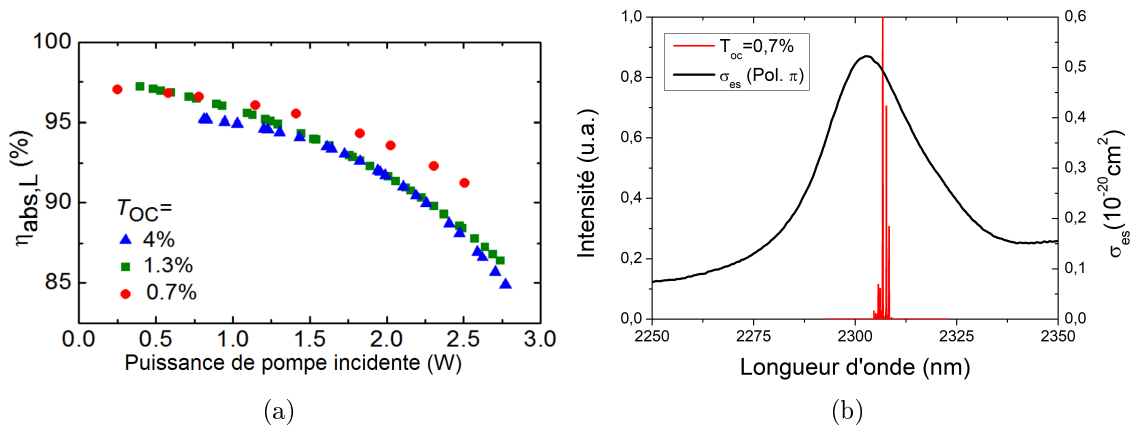 100
95
90
85
η_abs,L (%)
T_OC=
4%
1.3%
0.7%
0.0 0.5 1.0 1.5 2.0 2.5 3.0
Puissance de pompe incidente (W)
(a)
1,0
0,8
0,6
0,4
0,2
0,0
Intensité (u.a.)
T_oc=0,7%
σ_es (Pol. π)
0,6
0,5
0,4
0,3
0,2
0,1
0,0
σ_es (10^-20 cm^2)
2250 2275 2300 2325 2350
Longueur d'onde (nm)
(b)